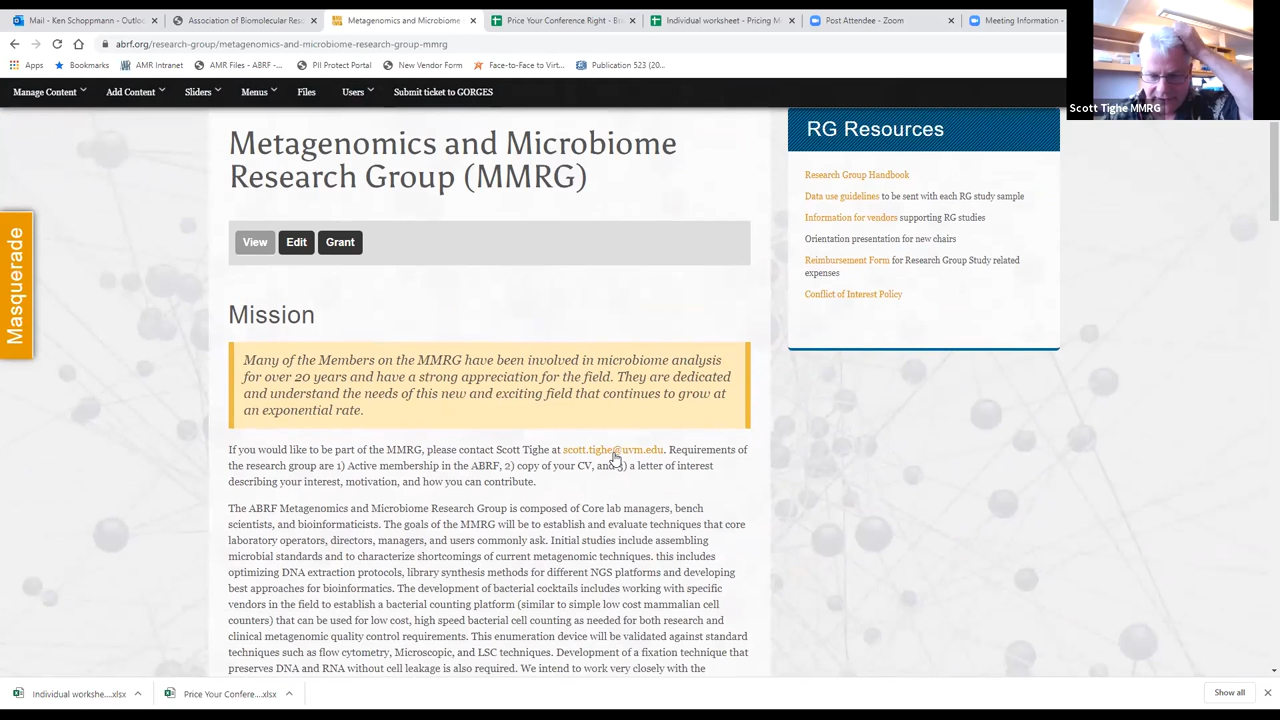 Mail - Ken Schoppmann - Outlo
Association of Biomolecular Res
Metagenomics and Microbiome
Price Your Conference Right - Br
Individual worksheet - Pricing M
Post Attendee - Zoom
Meeting Information -
abrf.org/research-group/metagenomics-and-microbiome-research-group-mmrg
Apps
Bookmarks
AMR Intranet
AMR Files - ABRF -...
PII Protect Portal
New Vendor Form
Face-to-Face to Virt...
Publication 523 (20...
Scott Tighe MMRG
Manage Content
Add Content
Sliders
Menus
Files
Users
Submit ticket to GORGES
Masquerade
Metagenomics and Microbiome
Research Group (MMRG)
View
Edit
Grant
Mission
Many of the Members on the MMRG have been involved in microbiome analysis
for over 20 years and have a strong appreciation for the field. They are dedicated
and understand the needs of this new and exciting field that continues to grow at
an exponential rate.
If you would like to be part of the MMRG, please contact Scott Tighe at scott.tighe@uvm.edu. Requirements of
the research group are 1) Active membership in the ABRF, 2) copy of your CV, and 3) a letter of interest
describing your interest, motivation, and how you can contribute.
The ABRF Metagenomics and Microbiome Research Group is composed of Core lab managers, bench
scientists, and bioinformaticists. The goals of the MMRG will be to establish and evaluate techniques that core
laboratory operators, directors, managers, and users commonly ask. Initial studies include assembling
microbial standards and to characterize shortcomings of current metagenomic techniques. this includes
optimizing DNA extraction protocols, library synthesis methods for different NGS platforms and developing
best approaches for bioinformatics. The development of bacterial cocktails includes working with specific
vendors in the field to establish a bacterial counting platform (similar to simple low cost mammalian cell
counters) that can be used for low cost, high speed bacterial cell counting as needed for both research and
clinical metagenomic quality control requirements. This enumeration device will be validated against standard
techniques such as flow cytometry, Microscopic, and LSC techniques. Development of a fixation technique that
preserves DNA and RNA without cell leakage is also required. We intend to work very closely with the
RG Resources
Research Group Handbook
Data use guidelines to be sent with each RG study sample
Information for vendors supporting RG studies
Orientation presentation for new chairs
Reimbursement Form for Research Group Study related
expenses
Conflict of Interest Policy
Individual workshe....xlsx
Price Your Confere....xlsx
Show all